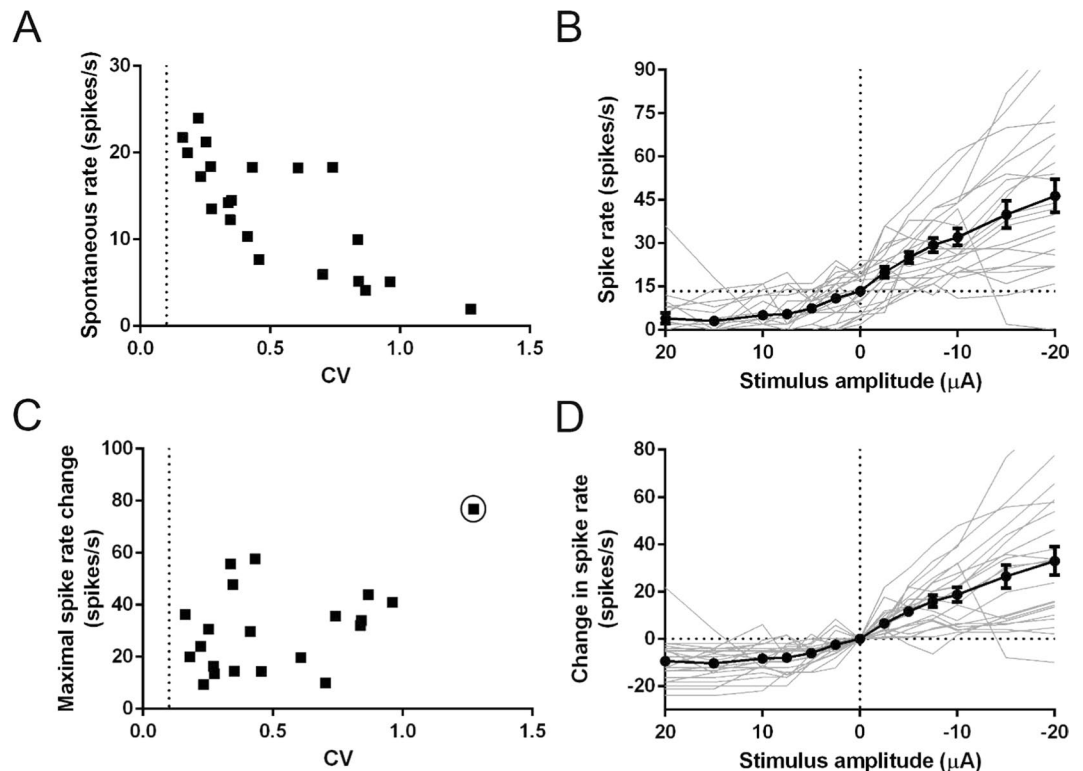 A
Spontaneous rate (spikes/s)
30
20
10
0
0.0
0.5
1.0
1.5
CV
B
Spike rate (spikes/s)
90
75
60
45
30
15
0
20
10
0
-10
-20
Stimulus amplitude (μA)
C
Maximal spike rate change
(spikes/s)
100
80
60
40
20
0
0.0
0.5
1.0
1.5
CV
D
Change in spike rate
(spikes/s)
80
60
40
20
0
-20
20
10
0
-10
-20
Stimulus amplitude (μA)